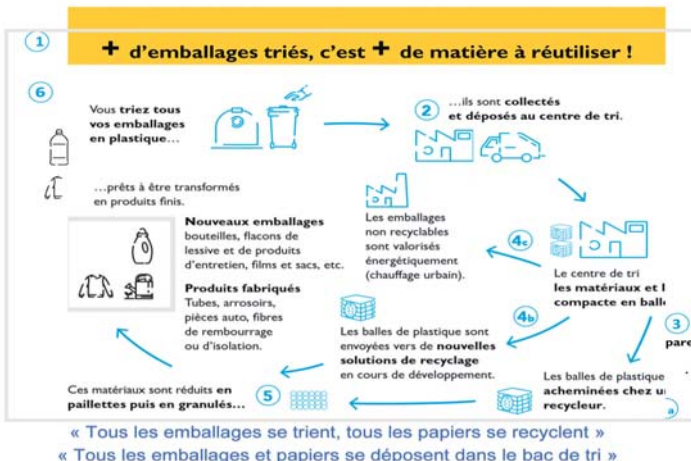 1
+ d'emballages triés, c'est + de matière à réutiliser !
6
Vous triez tous
vos emballages
en plastique...
2
...ils sont collectés
et déposés au centre de tri.
...prêts à être transformés
en produits finis.
Nouveaux emballages
bouteilles, flacons de
lessive et de produits
d'entretien, films et sacs, etc.
Produits fabriqués
Tubes, arrosoirs,
pièces auto, fibres
de rembourrage
ou d'isolation.
Les emballages
non recyclables
sont valorisés
énergétiquement
(chauffage urbain).
4c
Le centre de tri
les matériaux et
compacte en
3
4b
Les balles de plastique sont
envoyées vers de nouvelles
solutions de recyclage
en cours de développement.
Les balles de plastique
acheminées chez
recycleur.
a
Ces matériaux sont réduits en
paillettes puis en granulés...
5
« Tous les emballages se trient, tous les papiers se recyclent »
« Tous les emballages et papiers se déposent dans le bac de tri »